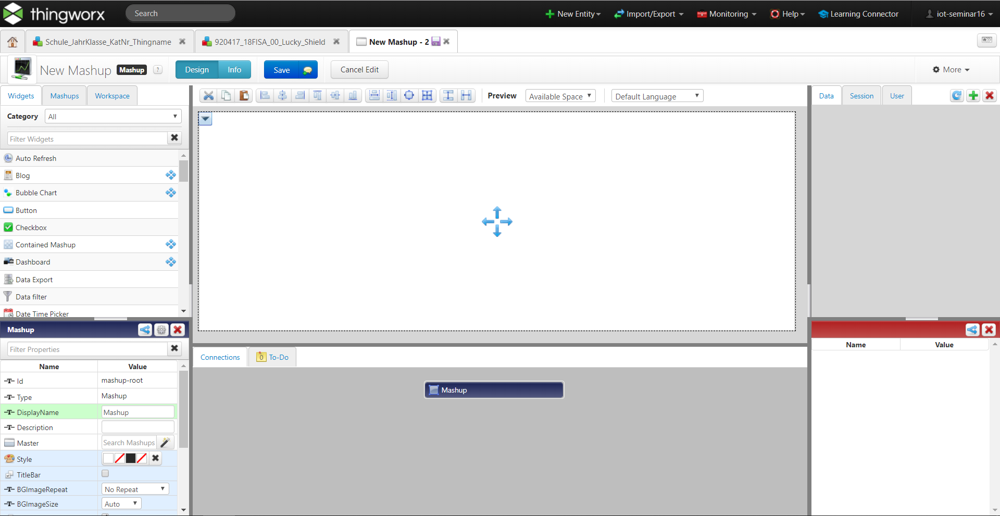 thingworx
Search
New Entity
Import/Export
Monitoring
Help
Learning Connector
iot-seminar16
Schule_JahrKlasse_KatNr_Thingname
920417_18FISA_00_Lucky_Shield
New Mashup - 2
New Mashup
Mashup
?
Design
Info
Save
Cancel Edit
More
Widgets
Mashups
Workspace
Preview
Available Space
Default Language
Data
Session
User
Category
All
Filter Widgets
Auto Refresh
Blog
Bubble Chart
Button
Checkbox
Contained Mashup
Dashboard
Data Export
Data filter
Date Time Picker
Mashup
Filter Properties
Name Value
Id mashup-root
Type Mashup
DisplayName Mashup
Description
Master Search Mashups
Style
TitleBar
BGImageRepeat No Repeat
BGImageSize Auto
Connections
0 To-Do
Mashup
Name Value